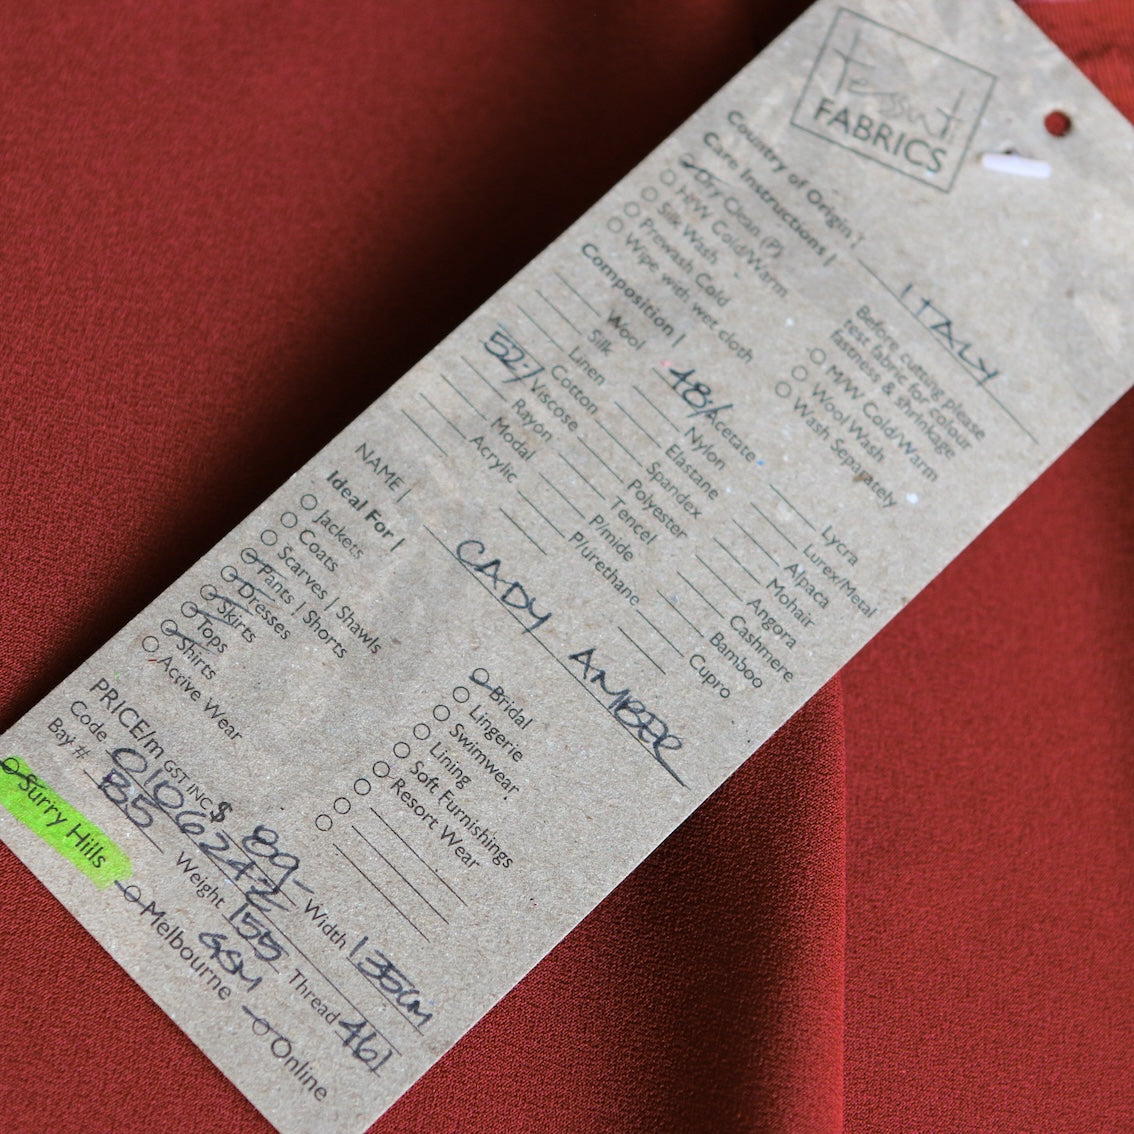 Tessuti
FABRICS
Country of Origin | ITALY
Care Instructions |
Dry Clean (P)
H/W Cold/Warm
Silk Wash
Prewash Cold
Wipe with wet cloth
Before cutting please
test fabric for colour
fastness & shrinkage
M/W Cold/Warm
Wool Wash
Wash Separately
Composition |
Wool
Silk
Linen
Cotton
52% Viscose
Rayon
Modal
Acrylic
48% Acetate
Nylon
Elastane
Spandex
Polyester
Tencel
P/mide
P/urethane
Lycra
Lurex/Metal
Alpaca
Mohair
Angora
Cashmere
Bamboo
Cupro
NAME | CADY AMBER
Ideal For |
Jackets
Coats
Scarves | Shawls
Pants | Shorts
Dresses
Skirts
Tops
Shirts
Active Wear
Bridal
Lingerie
Swimwear
Lining
Soft Furnishings
Resort Wear
PRICE/m GST INC $ 89- Width 135cm
Code 0106242 Weight 155 GSM Thread 461
Bay # B5
Surry Hills
Melbourne
Online